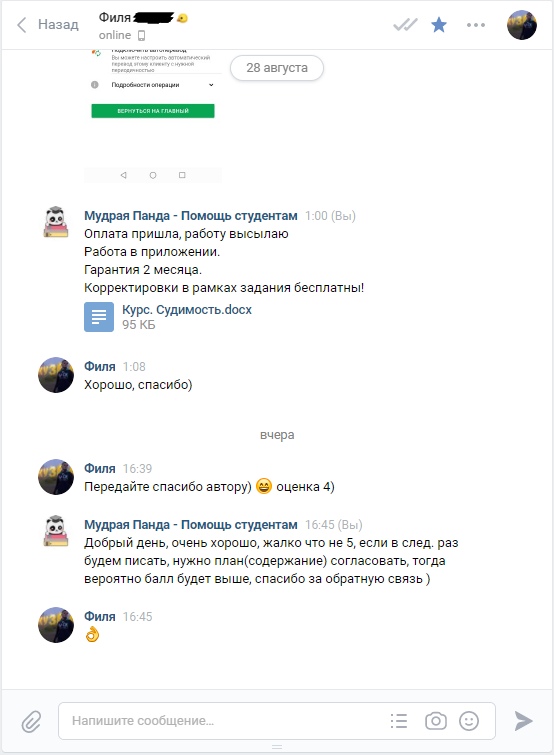 Назад
Филя
online
Подключить автоперевод
Вы можете настроить автоматический
перевод этому клиенту с нужной
периодичностью
28 августа
Подробности операции
ВЕРНУТЬСЯ НА ГЛАВНЫЙ
Мудрая Панда - Помощь студентам 1:00 (Вы)
Оплата пришла, работу высылаю
Работа в приложении.
Гарантия 2 месяца.
Корректировки в рамках задания бесплатны!
Курс. Судимость.docx
95 КБ
Филя 1:08
Хорошо, спасибо)
вчера
Филя 16:39
Передайте спасибо автору) 😄 оценка 4)
Мудрая Панда - Помощь студентам 16:45 (Вы)
Добрый день, очень хорошо, жалко что не 5, если в след. раз
будем писать, нужно план(содержание) согласовать, тогда
вероятно балл будет выше, спасибо за обратную связь )
Филя 16:45
👌
Напишите сообщение...